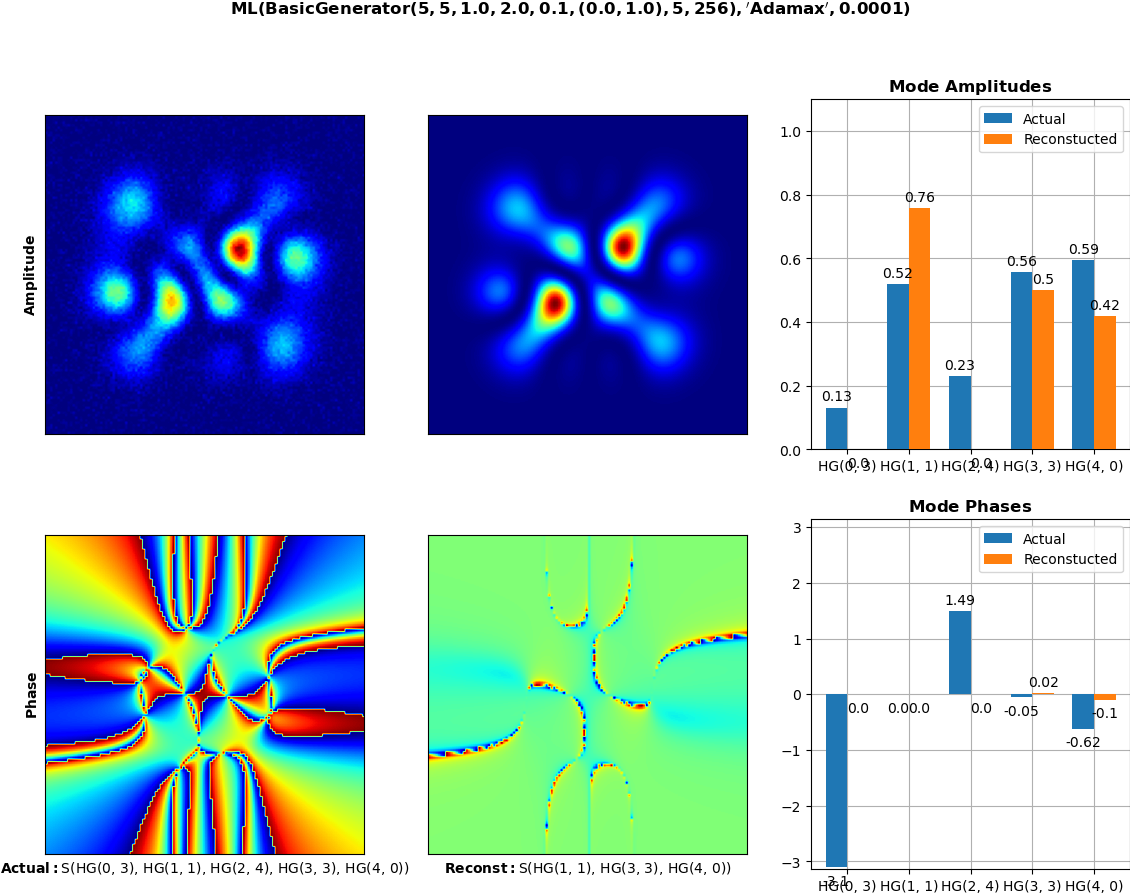 ML(BasicGenerator(5, 5, 1.0, 2.0, 0.1, (0.0, 1.0), 5, 256), 'Adamax', 0.0001)
Amplitude
Mode Amplitudes
Actual
Reconstucted
1.0
0.8
0.6
0.4
0.2
0.0
0.13
0.0
0.52
0.76
0.23
0.0
0.56
0.5
0.59
0.42
HG(0, 3) HG(1, 1) HG(2, 4) HG(3, 3) HG(4, 0)
Phase
Actual: S(HG(0, 3), HG(1, 1), HG(2, 4), HG(3, 3), HG(4, 0))
Reconst: S(HG(1, 1), HG(3, 3), HG(4, 0))
Mode Phases
Actual
Reconstucted
3
2
1
0
−1
−2
−3
-3.1
0.0
0.0
0.0
1.49
0.0
-0.05
0.02
-0.62
-0.1
HG(0, 3) HG(1, 1) HG(2, 4) HG(3, 3) HG(4, 0)